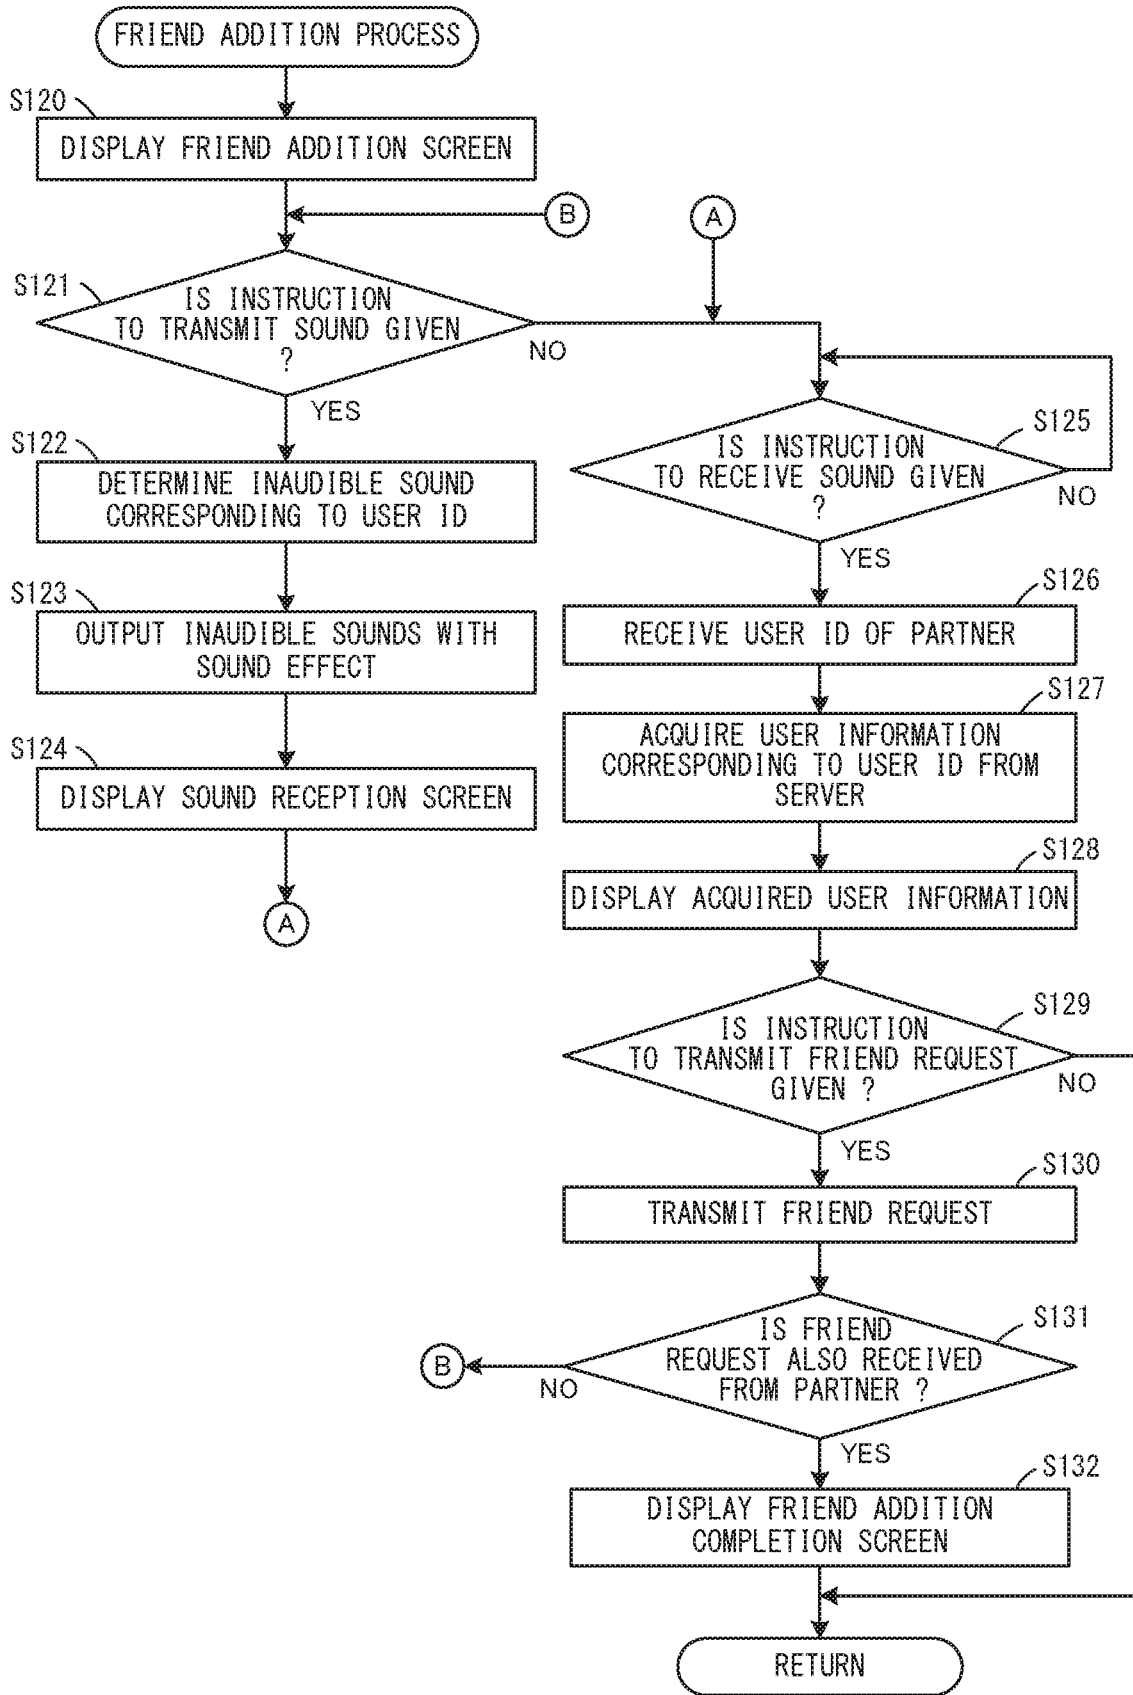 FRIEND ADDITION PROCESS
S120
DISPLAY FRIEND ADDITION SCREEN
B
A
S121
IS INSTRUCTION
TO TRANSMIT SOUND GIVEN
?
NO
YES
S122
DETERMINE INAUDIBLE SOUND
CORRESPONDING TO USER ID
S123
OUTPUT INAUDIBLE SOUNDS WITH
SOUND EFFECT
S124
DISPLAY SOUND RECEPTION SCREEN
A
S125
IS INSTRUCTION
TO RECEIVE SOUND GIVEN
?
NO
YES
S126
RECEIVE USER ID OF PARTNER
S127
ACQUIRE USER INFORMATION
CORRESPONDING TO USER ID FROM
SERVER
S128
DISPLAY ACQUIRED USER INFORMATION
S129
IS INSTRUCTION
TO TRANSMIT FRIEND REQUEST
GIVEN ?
NO
YES
S130
TRANSMIT FRIEND REQUEST
S131
IS FRIEND
REQUEST ALSO RECEIVED
FROM PARTNER ?
B
NO
YES
S132
DISPLAY FRIEND ADDITION
COMPLETION SCREEN
RETURN